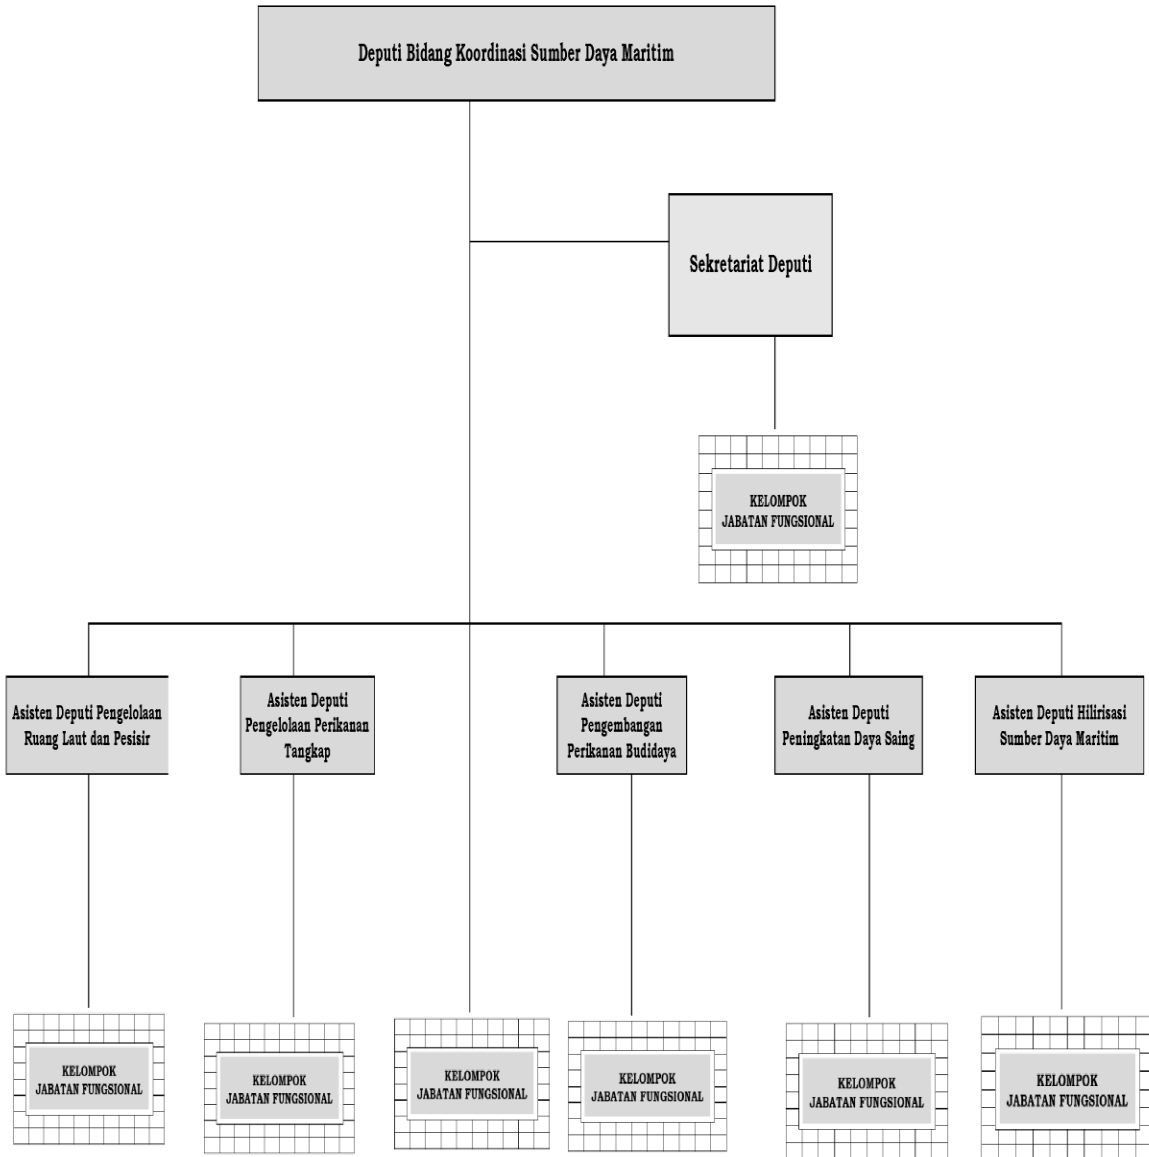 Deputi Bidang Koordinasi Sumber Daya Maritim
Sekretariat Deputi
KELOMPOK
JABATAN FUNGSIONAL
Asisten Deputi Pengelolaan
Ruang Laut dan Pesisir
Asisten Deputi
Pengelolaan Perikanan
Tangkap
Asisten Deputi
Pengembangan
Perikanan Budidaya
Asisten Deputi
Peningkatan Daya Saing
Asisten Deputi Hilirisasi
Sumber Daya Maritim
KELOMPOK
JABATAN FUNGSIONAL
KELOMPOK
JABATAN FUNGSIONAL
KELOMPOK
JABATAN FUNGSIONAL
KELOMPOK
JABATAN FUNGSIONAL
KELOMPOK
JABATAN FUNGSIONAL
KELOMPOK
JABATAN FUNGSIONAL